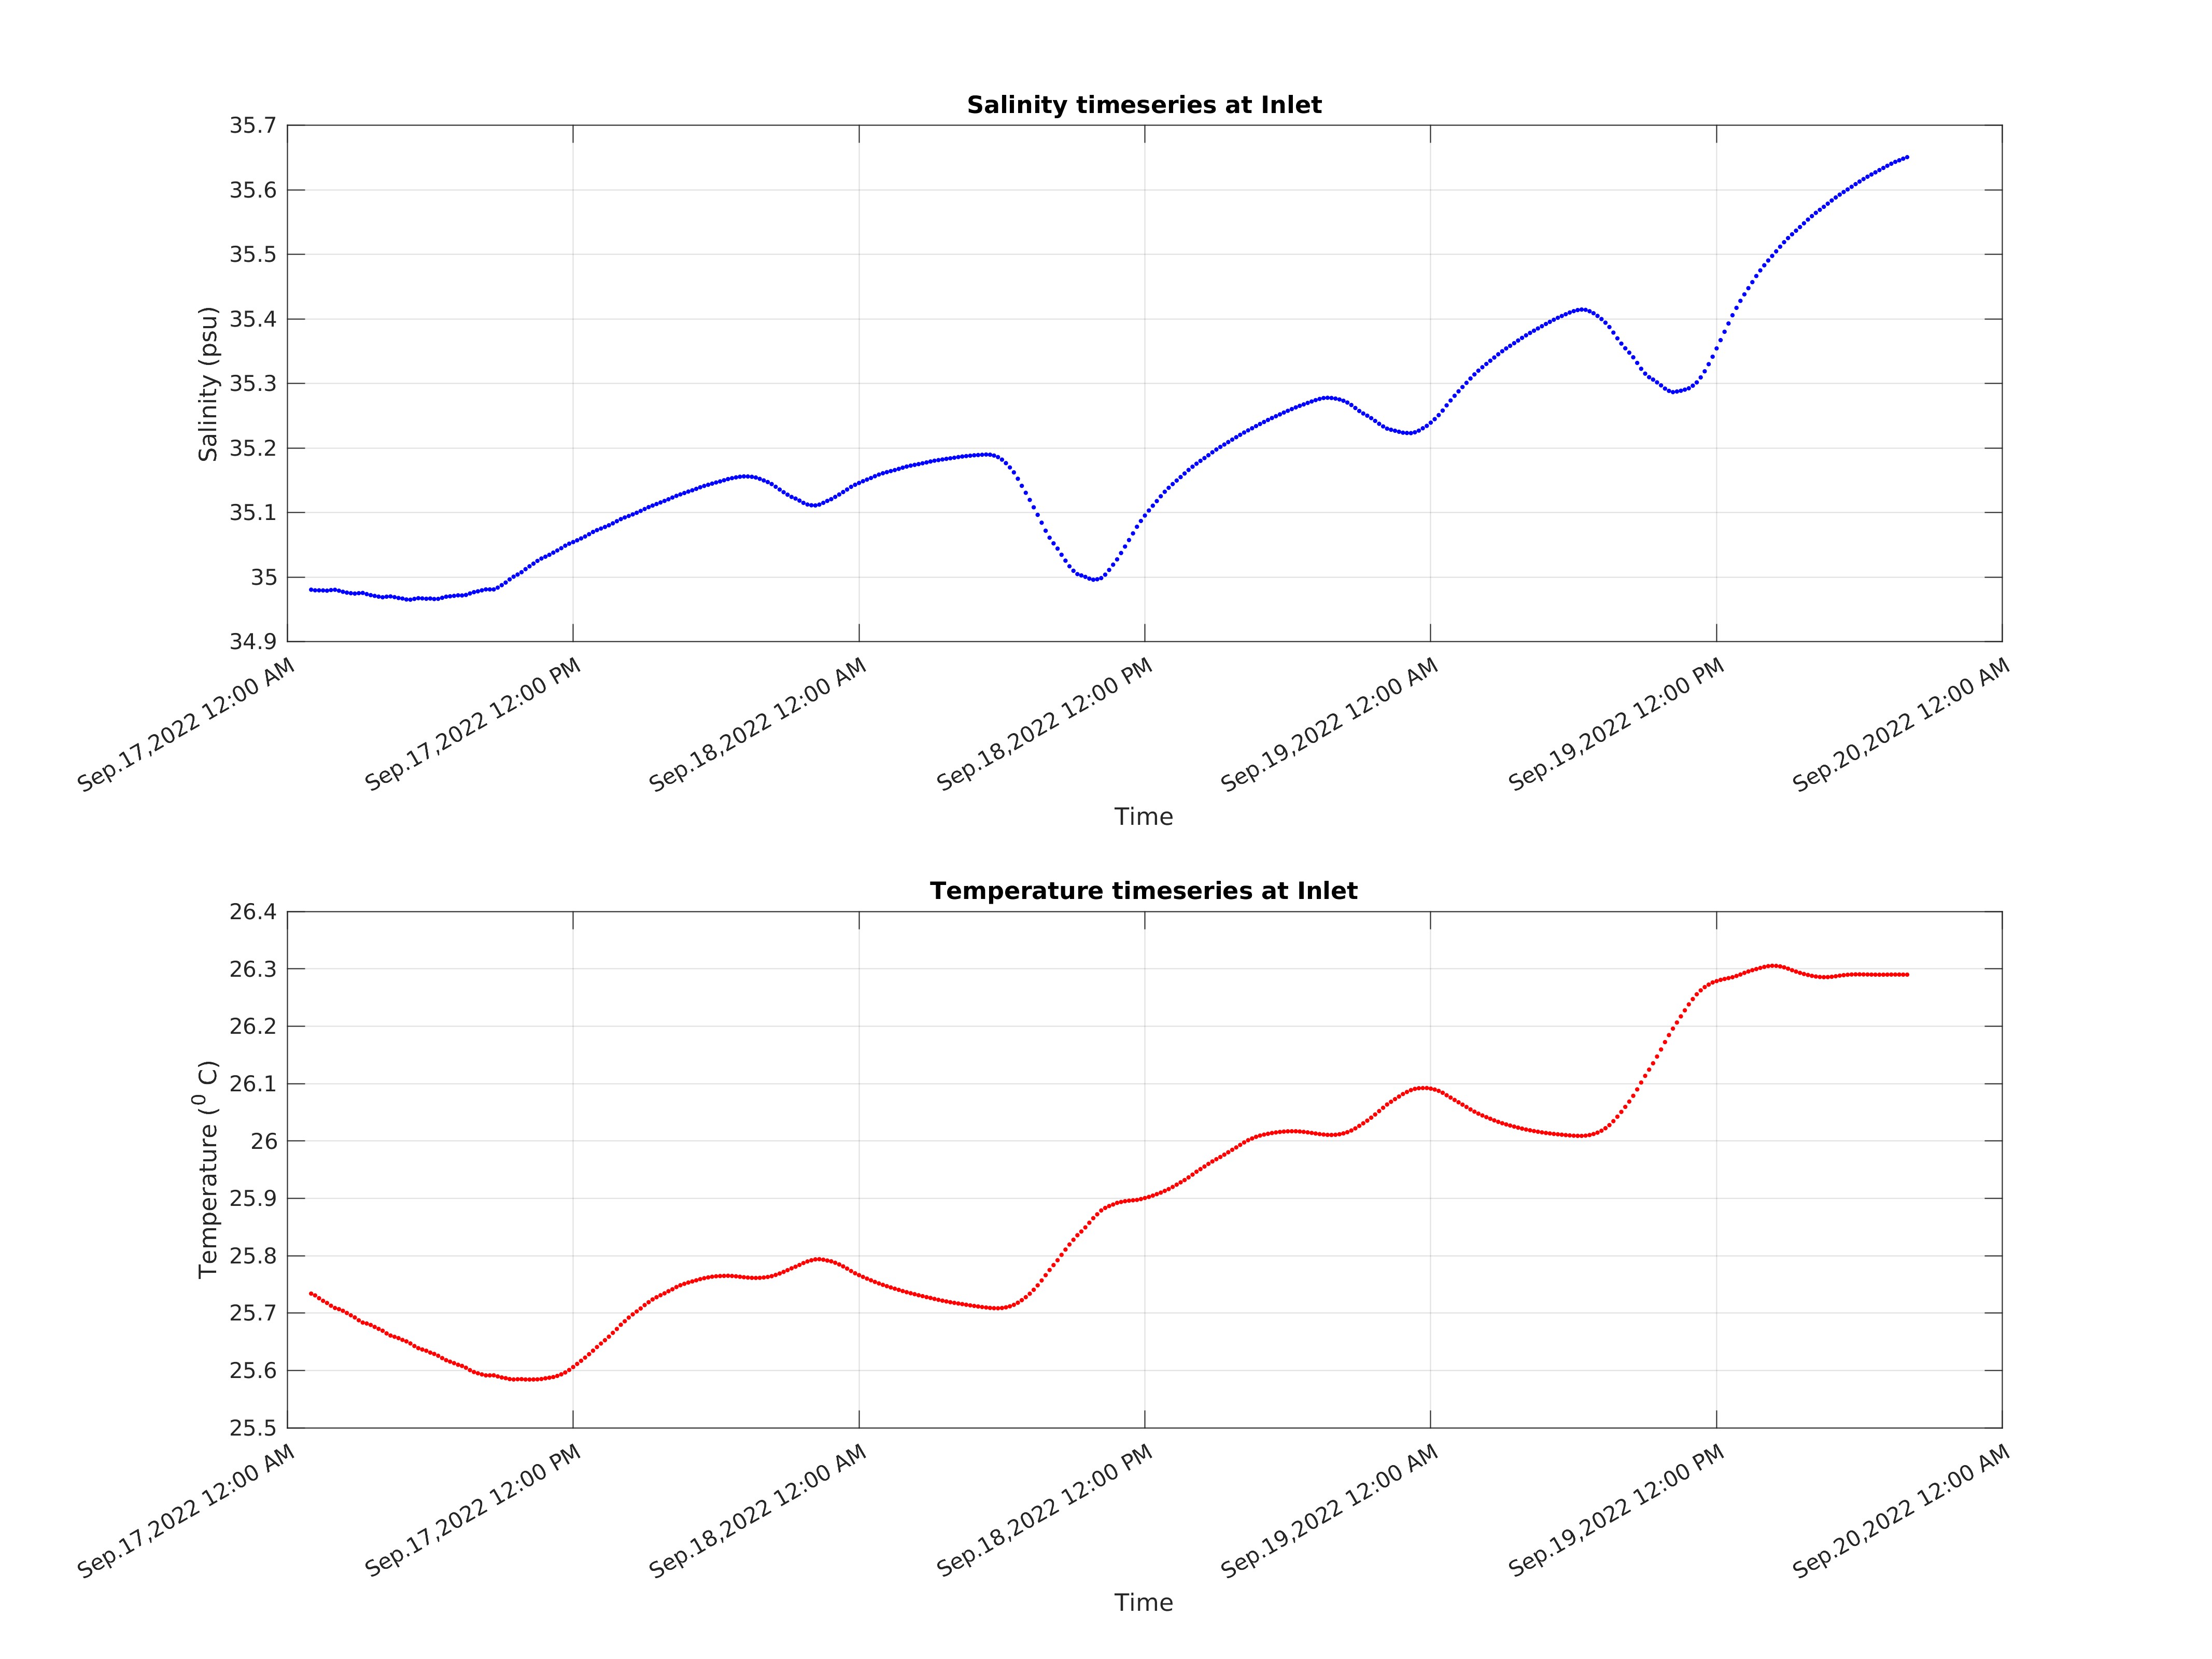 Salinity timeseries at Inlet
35.7
35.6
35.5
35.4
35.3
35.2
35.1
35
34.9
Salinity (psu)
Sep.17,2022 12:00 AM
Sep.17,2022 12:00 PM
Sep.18,2022 12:00 AM
Sep.18,2022 12:00 PM
Sep.19,2022 12:00 AM
Sep.19,2022 12:00 PM
Sep.20,2022 12:00 AM
Time
Temperature timeseries at Inlet
26.4
26.3
26.2
26.1
26
25.9
25.8
25.7
25.6
25.5
Temperature (⁰ C)
Sep.17,2022 12:00 AM
Sep.17,2022 12:00 PM
Sep.18,2022 12:00 AM
Sep.18,2022 12:00 PM
Sep.19,2022 12:00 AM
Sep.19,2022 12:00 PM
Sep.20,2022 12:00 AM
Time